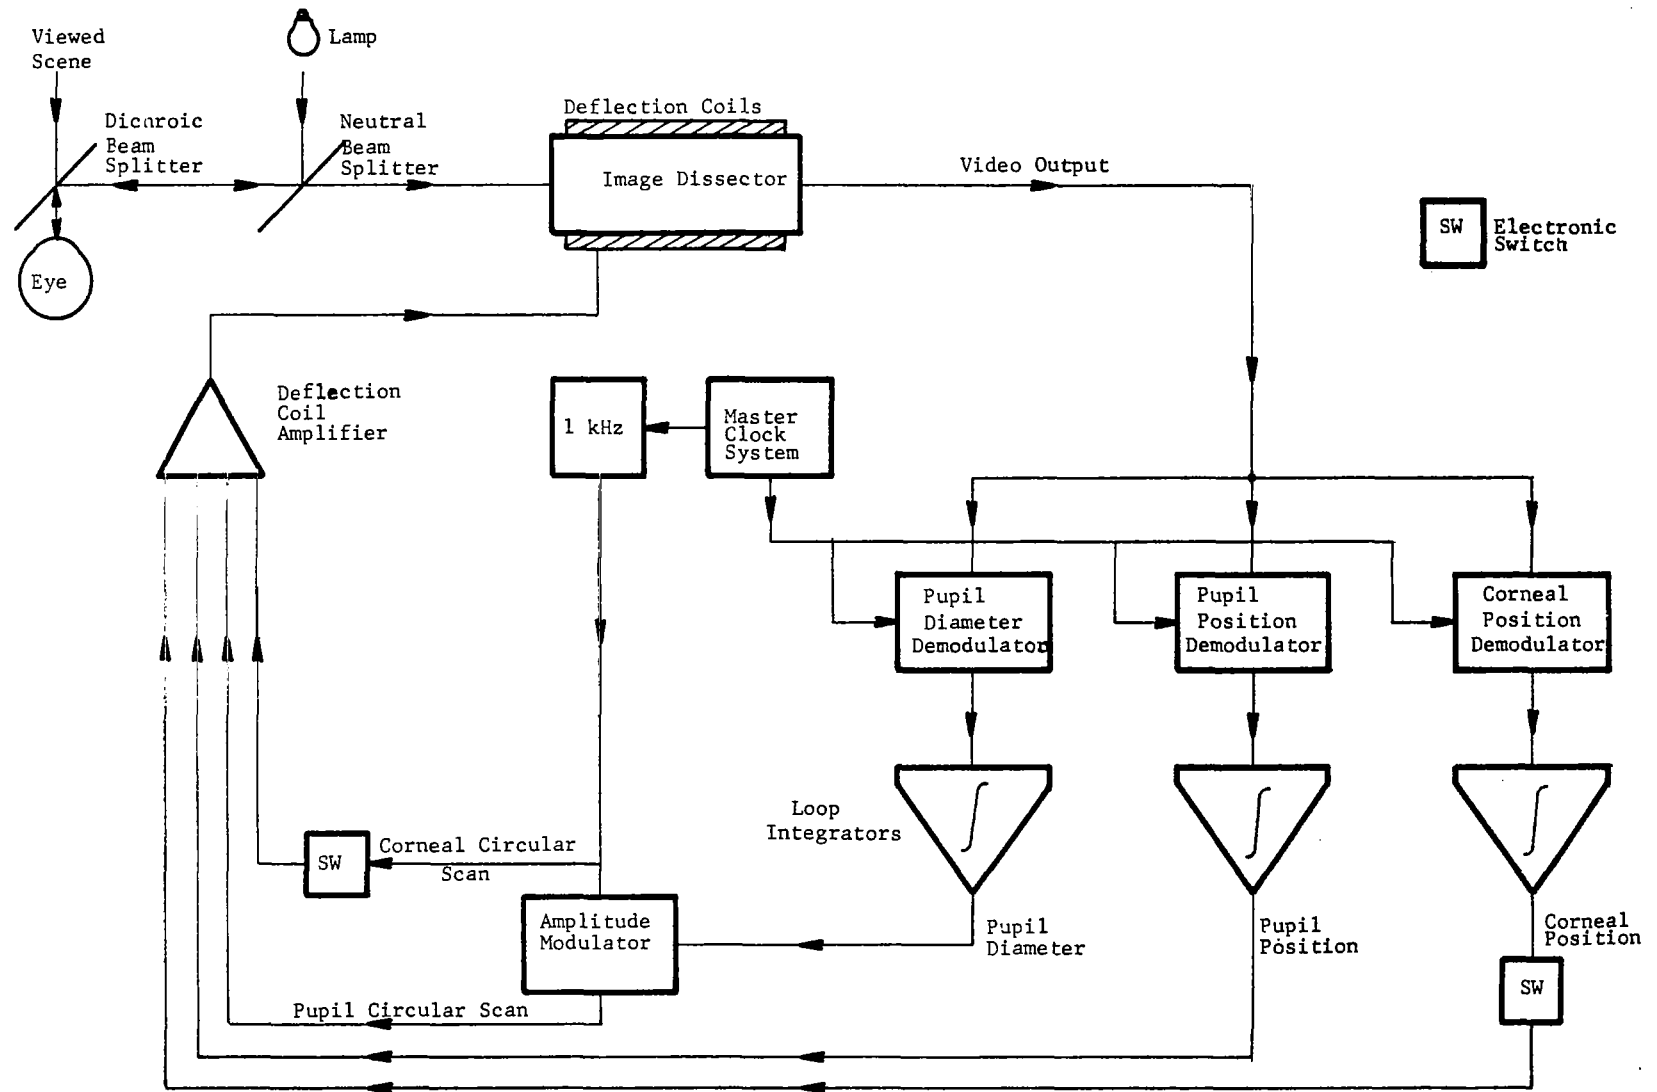 Viewed
Scene
Lamp
Dichroic
Beam
Splitter
Neutral
Beam
Splitter
Deflection Coils
Image Dissector
Video Output
SW
Electronic
Switch
Eye
Deflection
Coil
Amplifier
1 kHz
Master
Clock
System
Pupil
Diameter
Demodulator
Pupil
Position
Demodulator
Corneal
Position
Demodulator
Loop
Integrators
∫
∫
∫
SW
Corneal Circular
Scan
Amplitude
Modulator
Pupil
Diameter
Pupil
Position
Corneal
Position
SW
Pupil Circular Scan